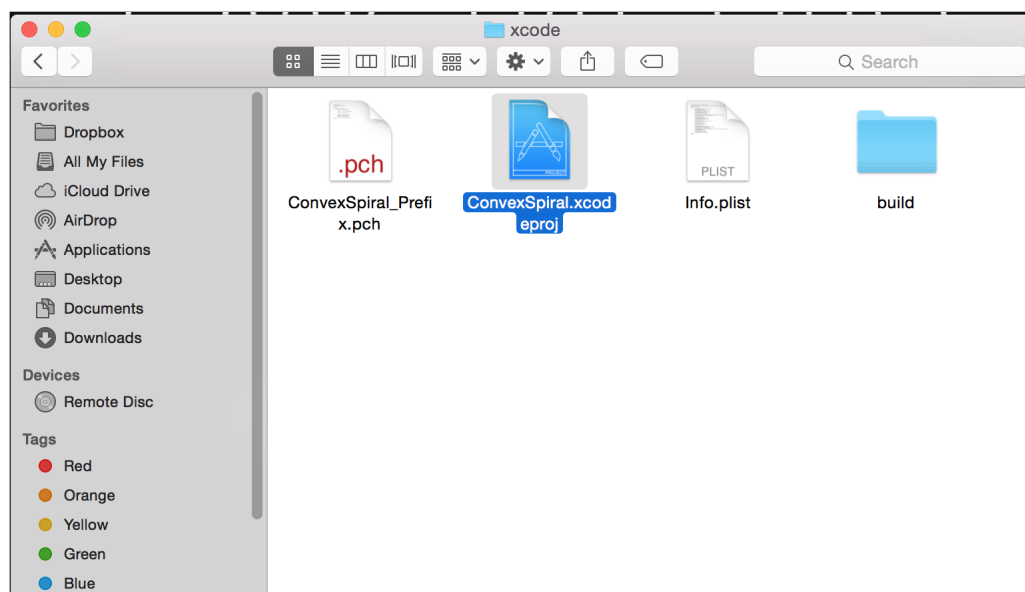 xcode
Search
Favorites
Dropbox
All My Files
iCloud Drive
AirDrop
Applications
Desktop
Documents
Downloads
Devices
Remote Disc
Tags
Red
Orange
Yellow
Green
Blue
.pch
ConvexSpiral_Prefi
x.pch
PROJECT
ConvexSpiral.xcod
eproj
PLIST
Info.plist
build